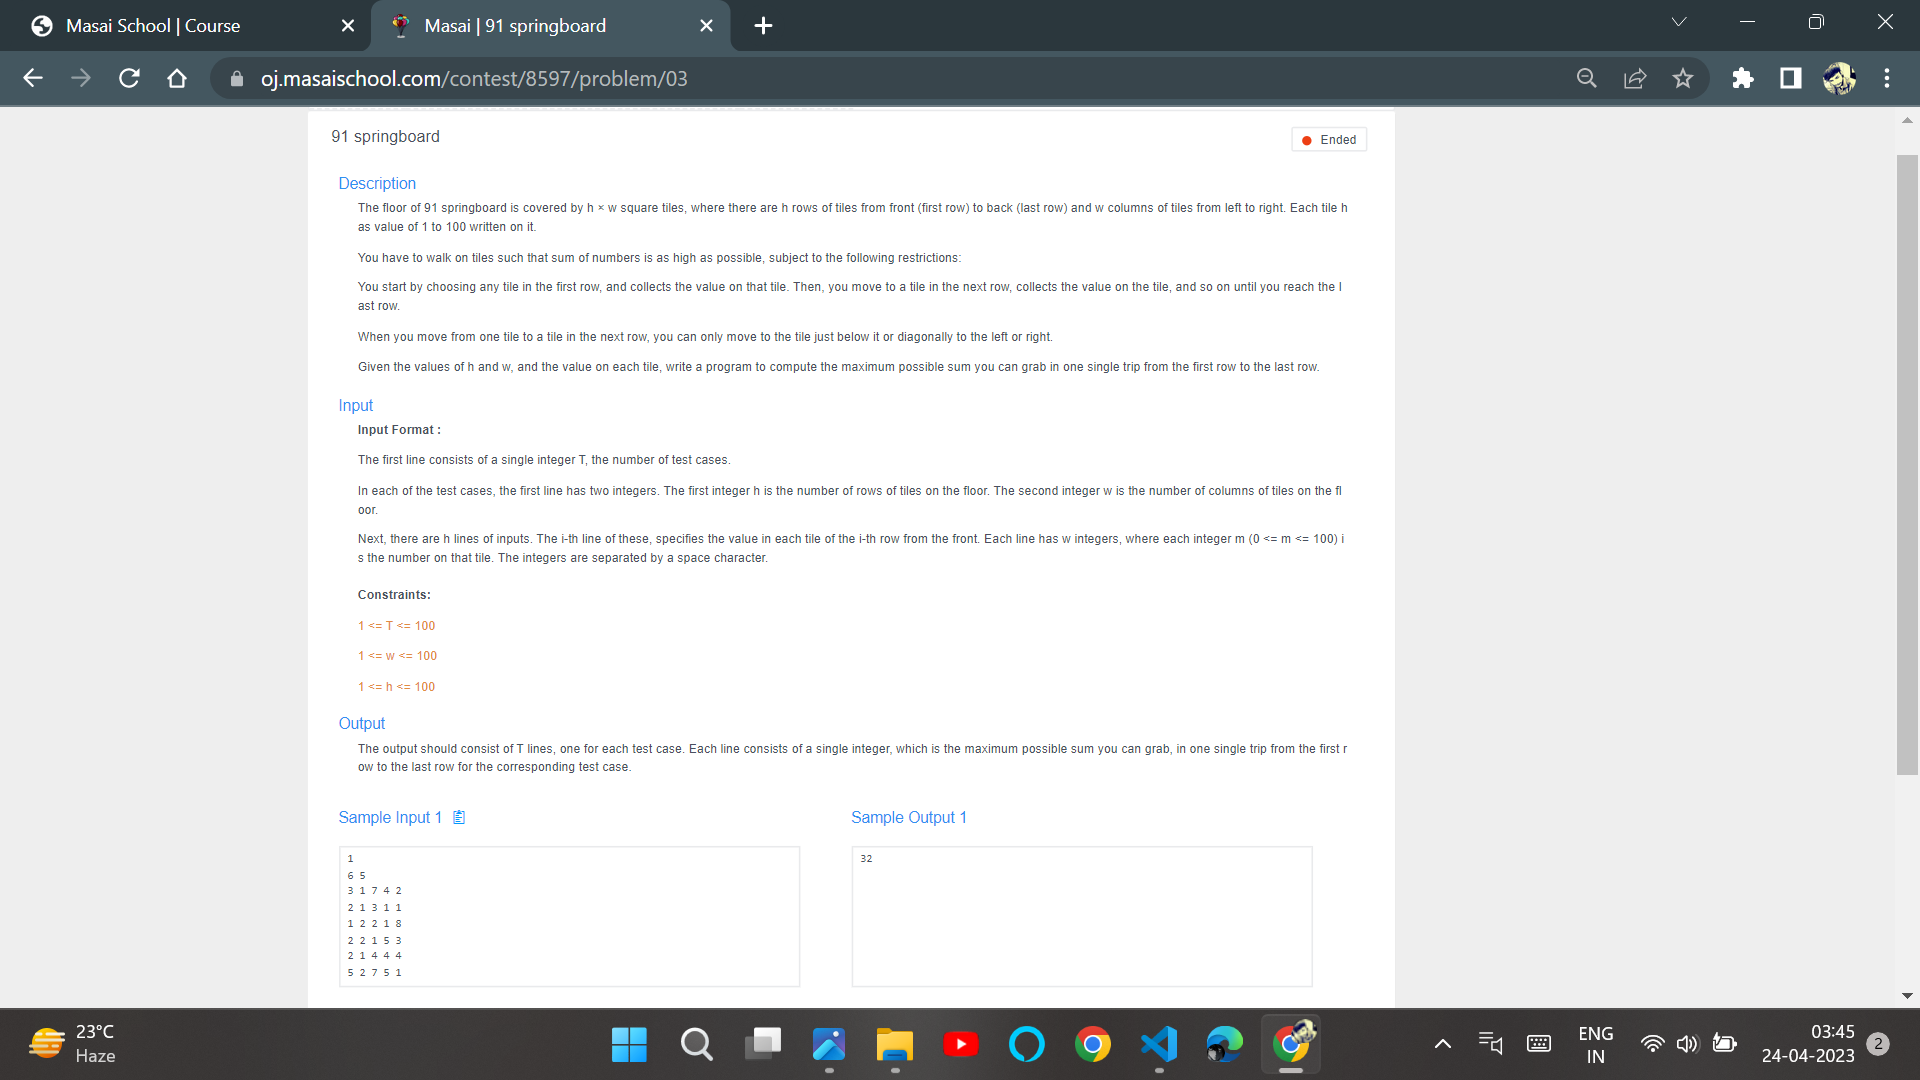 Masai School | Course
Masai | 91 springboard
oj.masaischool.com/contest/8597/problem/03
91 springboard
Ended
Description
The floor of 91 springboard is covered by h × w square tiles, where there are h rows of tiles from front (first row) to back (last row) and w columns of tiles from left to right. Each tile h
as value of 1 to 100 written on it.
You have to walk on tiles such that sum of numbers is as high as possible, subject to the following restrictions:
You start by choosing any tile in the first row, and collects the value on that tile. Then, you move to a tile in the next row, collects the value on the tile, and so on until you reach the l
ast row.
When you move from one tile to a tile in the next row, you can only move to the tile just below it or diagonally to the left or right.
Given the values of h and w, and the value on each tile, write a program to compute the maximum possible sum you can grab in one single trip from the first row to the last row.
Input
Input Format :
The first line consists of a single integer T, the number of test cases.
In each of the test cases, the first line has two integers. The first integer h is the number of rows of tiles on the floor. The second integer w is the number of columns of tiles on the fl
oor.
Next, there are h lines of inputs. The i-th line of these, specifies the value in each tile of the i-th row from the front. Each line has w integers, where each integer m (0 <= m <= 100) i
s the number on that tile. The integers are separated by a space character.
Constraints:
1 <= T <= 100
1 <= w <= 100
1 <= h <= 100
Output
The output should consist of T lines, one for each test case. Each line consists of a single integer, which is the maximum possible sum you can grab, in one single trip from the first r
ow to the last row for the corresponding test case.
Sample Input 1
1
6 5
3 1 7 4 2
2 1 3 1 1
1 2 2 1 8
2 2 1 5 3
2 1 4 4 4
5 2 7 5 1
Sample Output 1
32
23°C
Haze
ENG
IN
03:45
24-04-2023
2